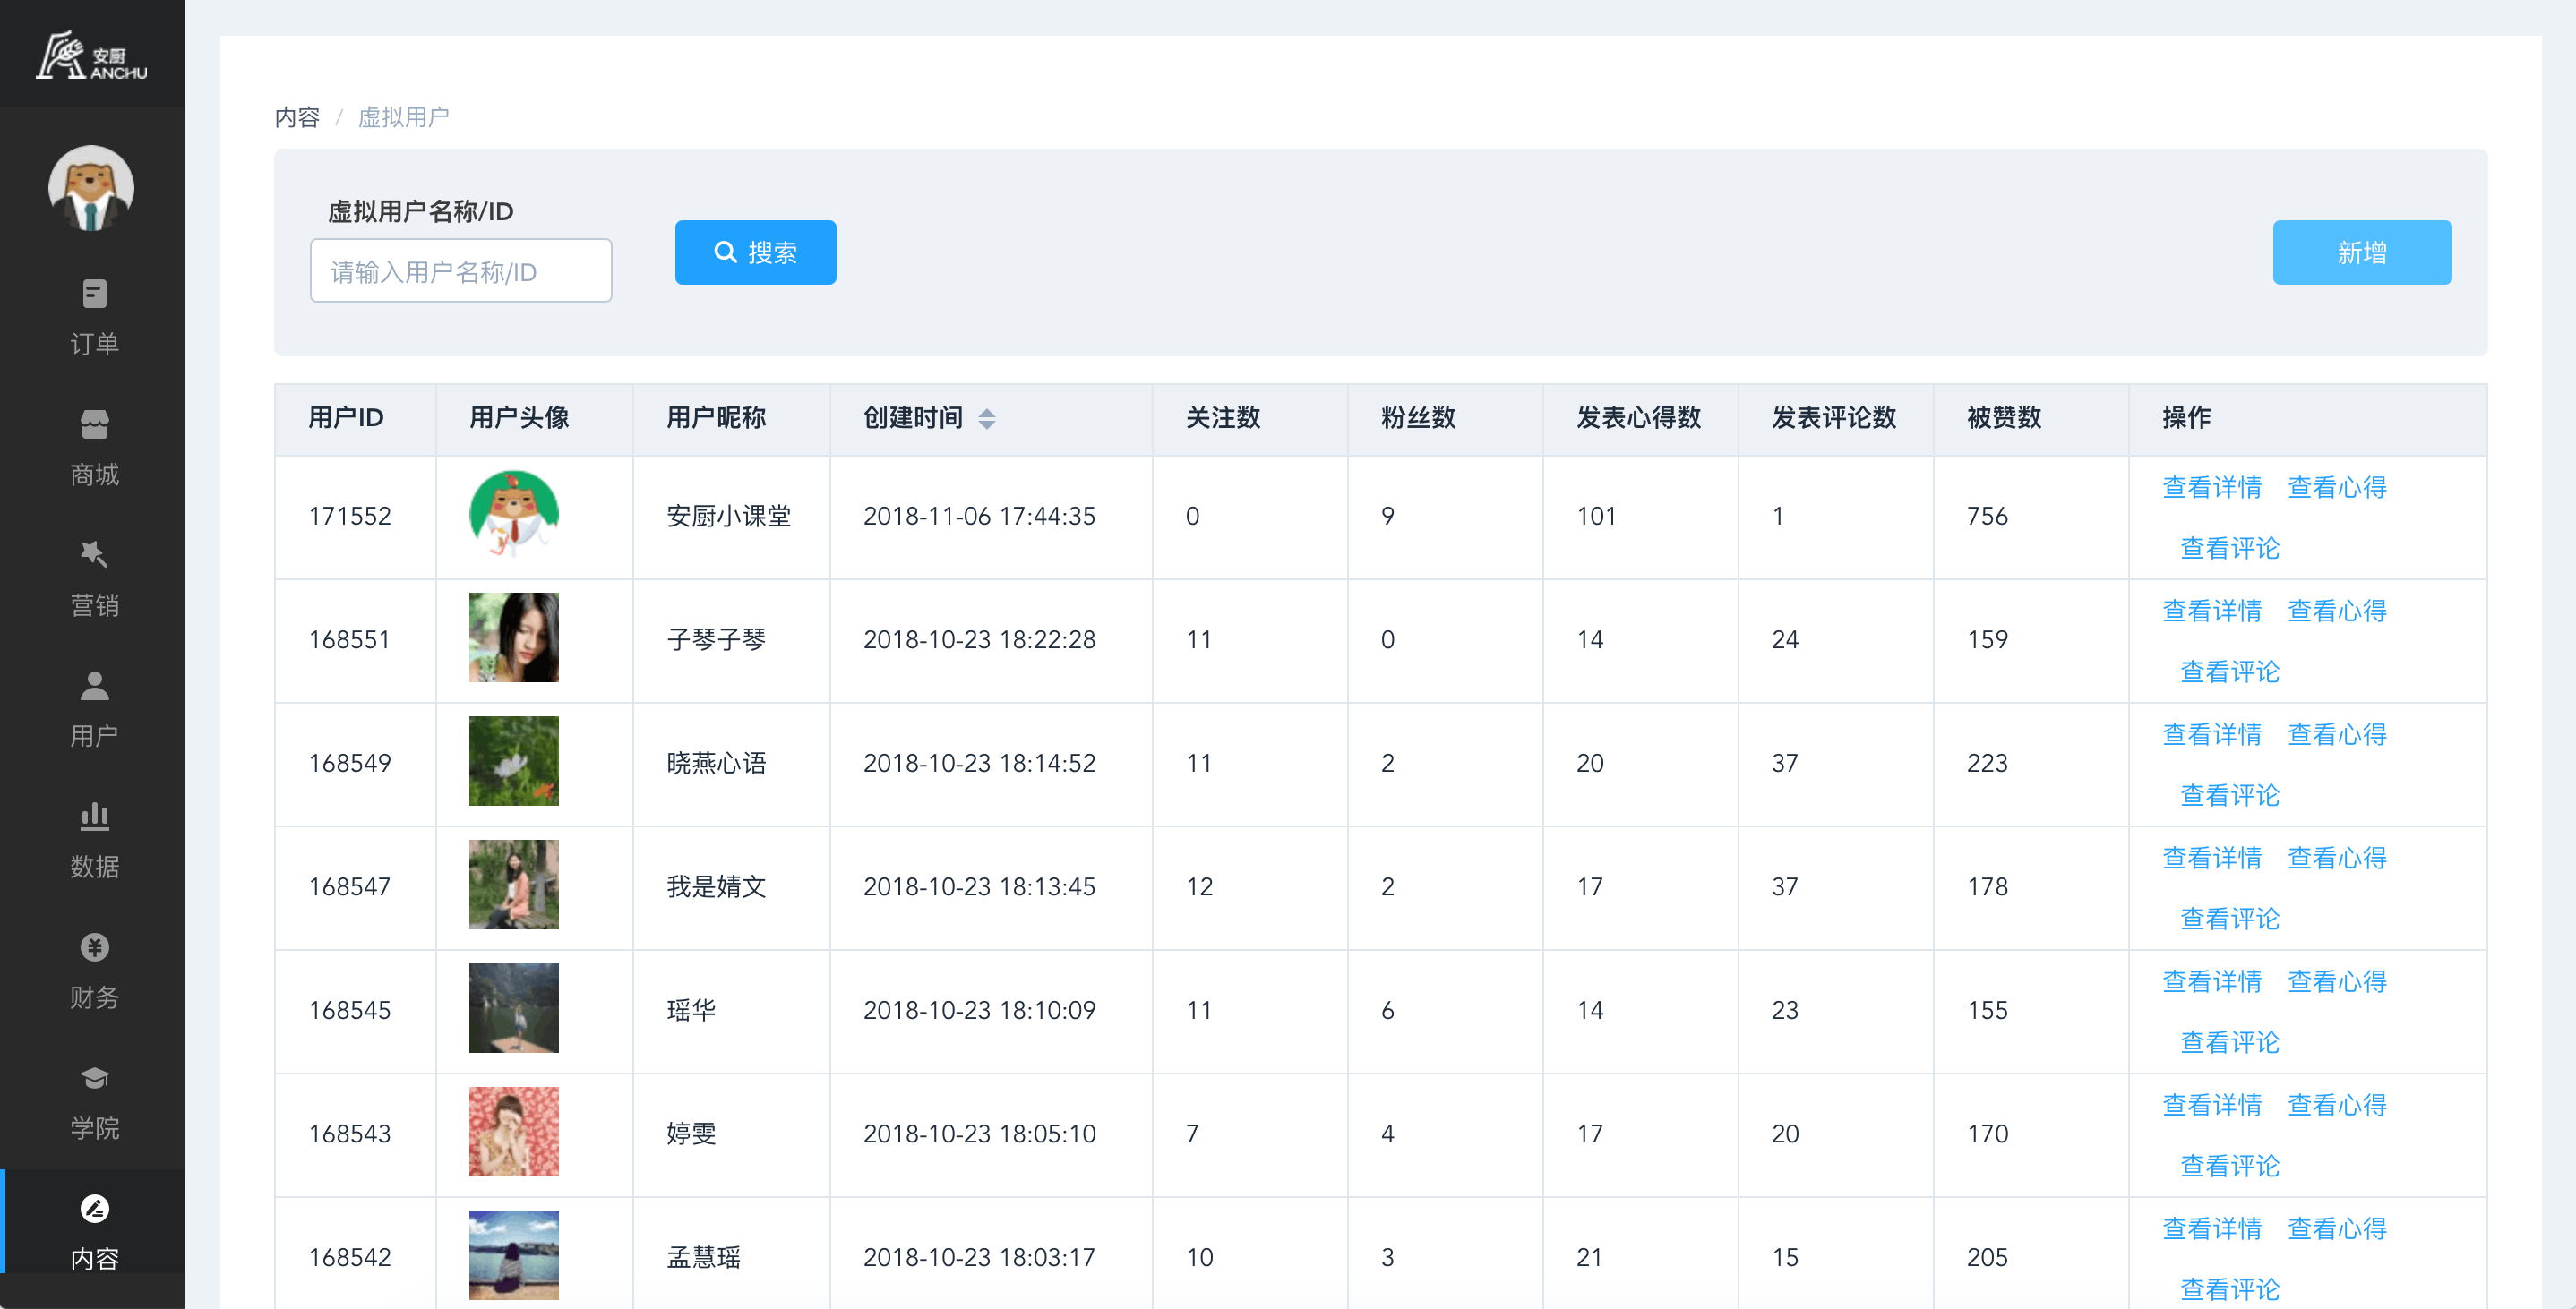 安厨
ANCHU
订单
商城
营销
用户
数据
财务
学院
内容
内容 / 虚拟用户
虚拟用户名称/ID
请输入用户名称/ID
搜索
新增
用户ID 用户头像 用户昵称 创建时间 关注数 粉丝数 发表心得数 发表评论数 被赞数 操作
171552 安厨小课堂 2018-11-06 17:44:35 0 9 101 1 756 查看详情 查看心得
查看评论
168551 子琴子琴 2018-10-23 18:22:28 11 0 14 24 159 查看详情 查看心得
查看评论
168549 晓燕心语 2018-10-23 18:14:52 11 2 20 37 223 查看详情 查看心得
查看评论
168547 我是婧文 2018-10-23 18:13:45 12 2 17 37 178 查看详情 查看心得
查看评论
168545 瑶华 2018-10-23 18:10:09 11 6 14 23 155 查看详情 查看心得
查看评论
168543 婷雯 2018-10-23 18:05:10 7 4 17 20 170 查看详情 查看心得
查看评论
168542 孟慧瑶 2018-10-23 18:03:17 10 3 21 15 205 查看详情 查看心得
查看评论